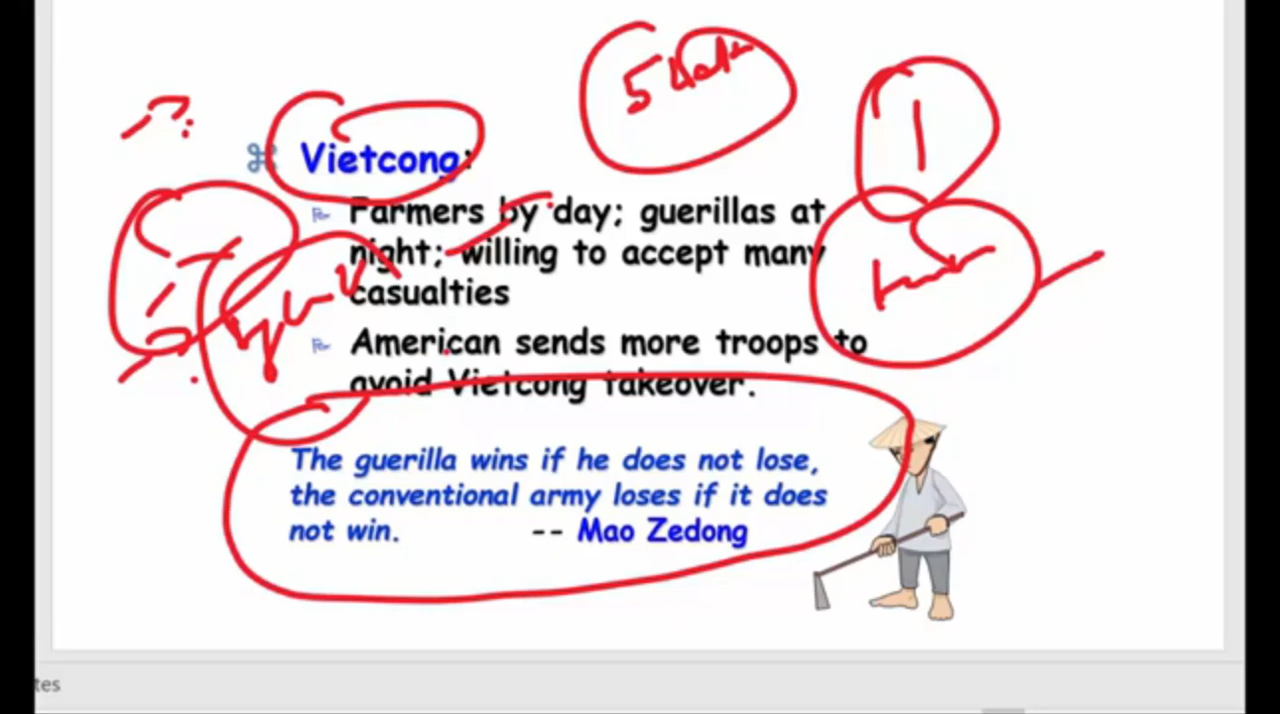 5
1
Vietcong:
Farmers by day; guerillas at
night; willing to accept many
casualties
American sends more troops to
avoid Vietcong takeover.
The guerilla wins if he does not lose,
the conventional army loses if it does
not win. -- Mao Zedong
tes